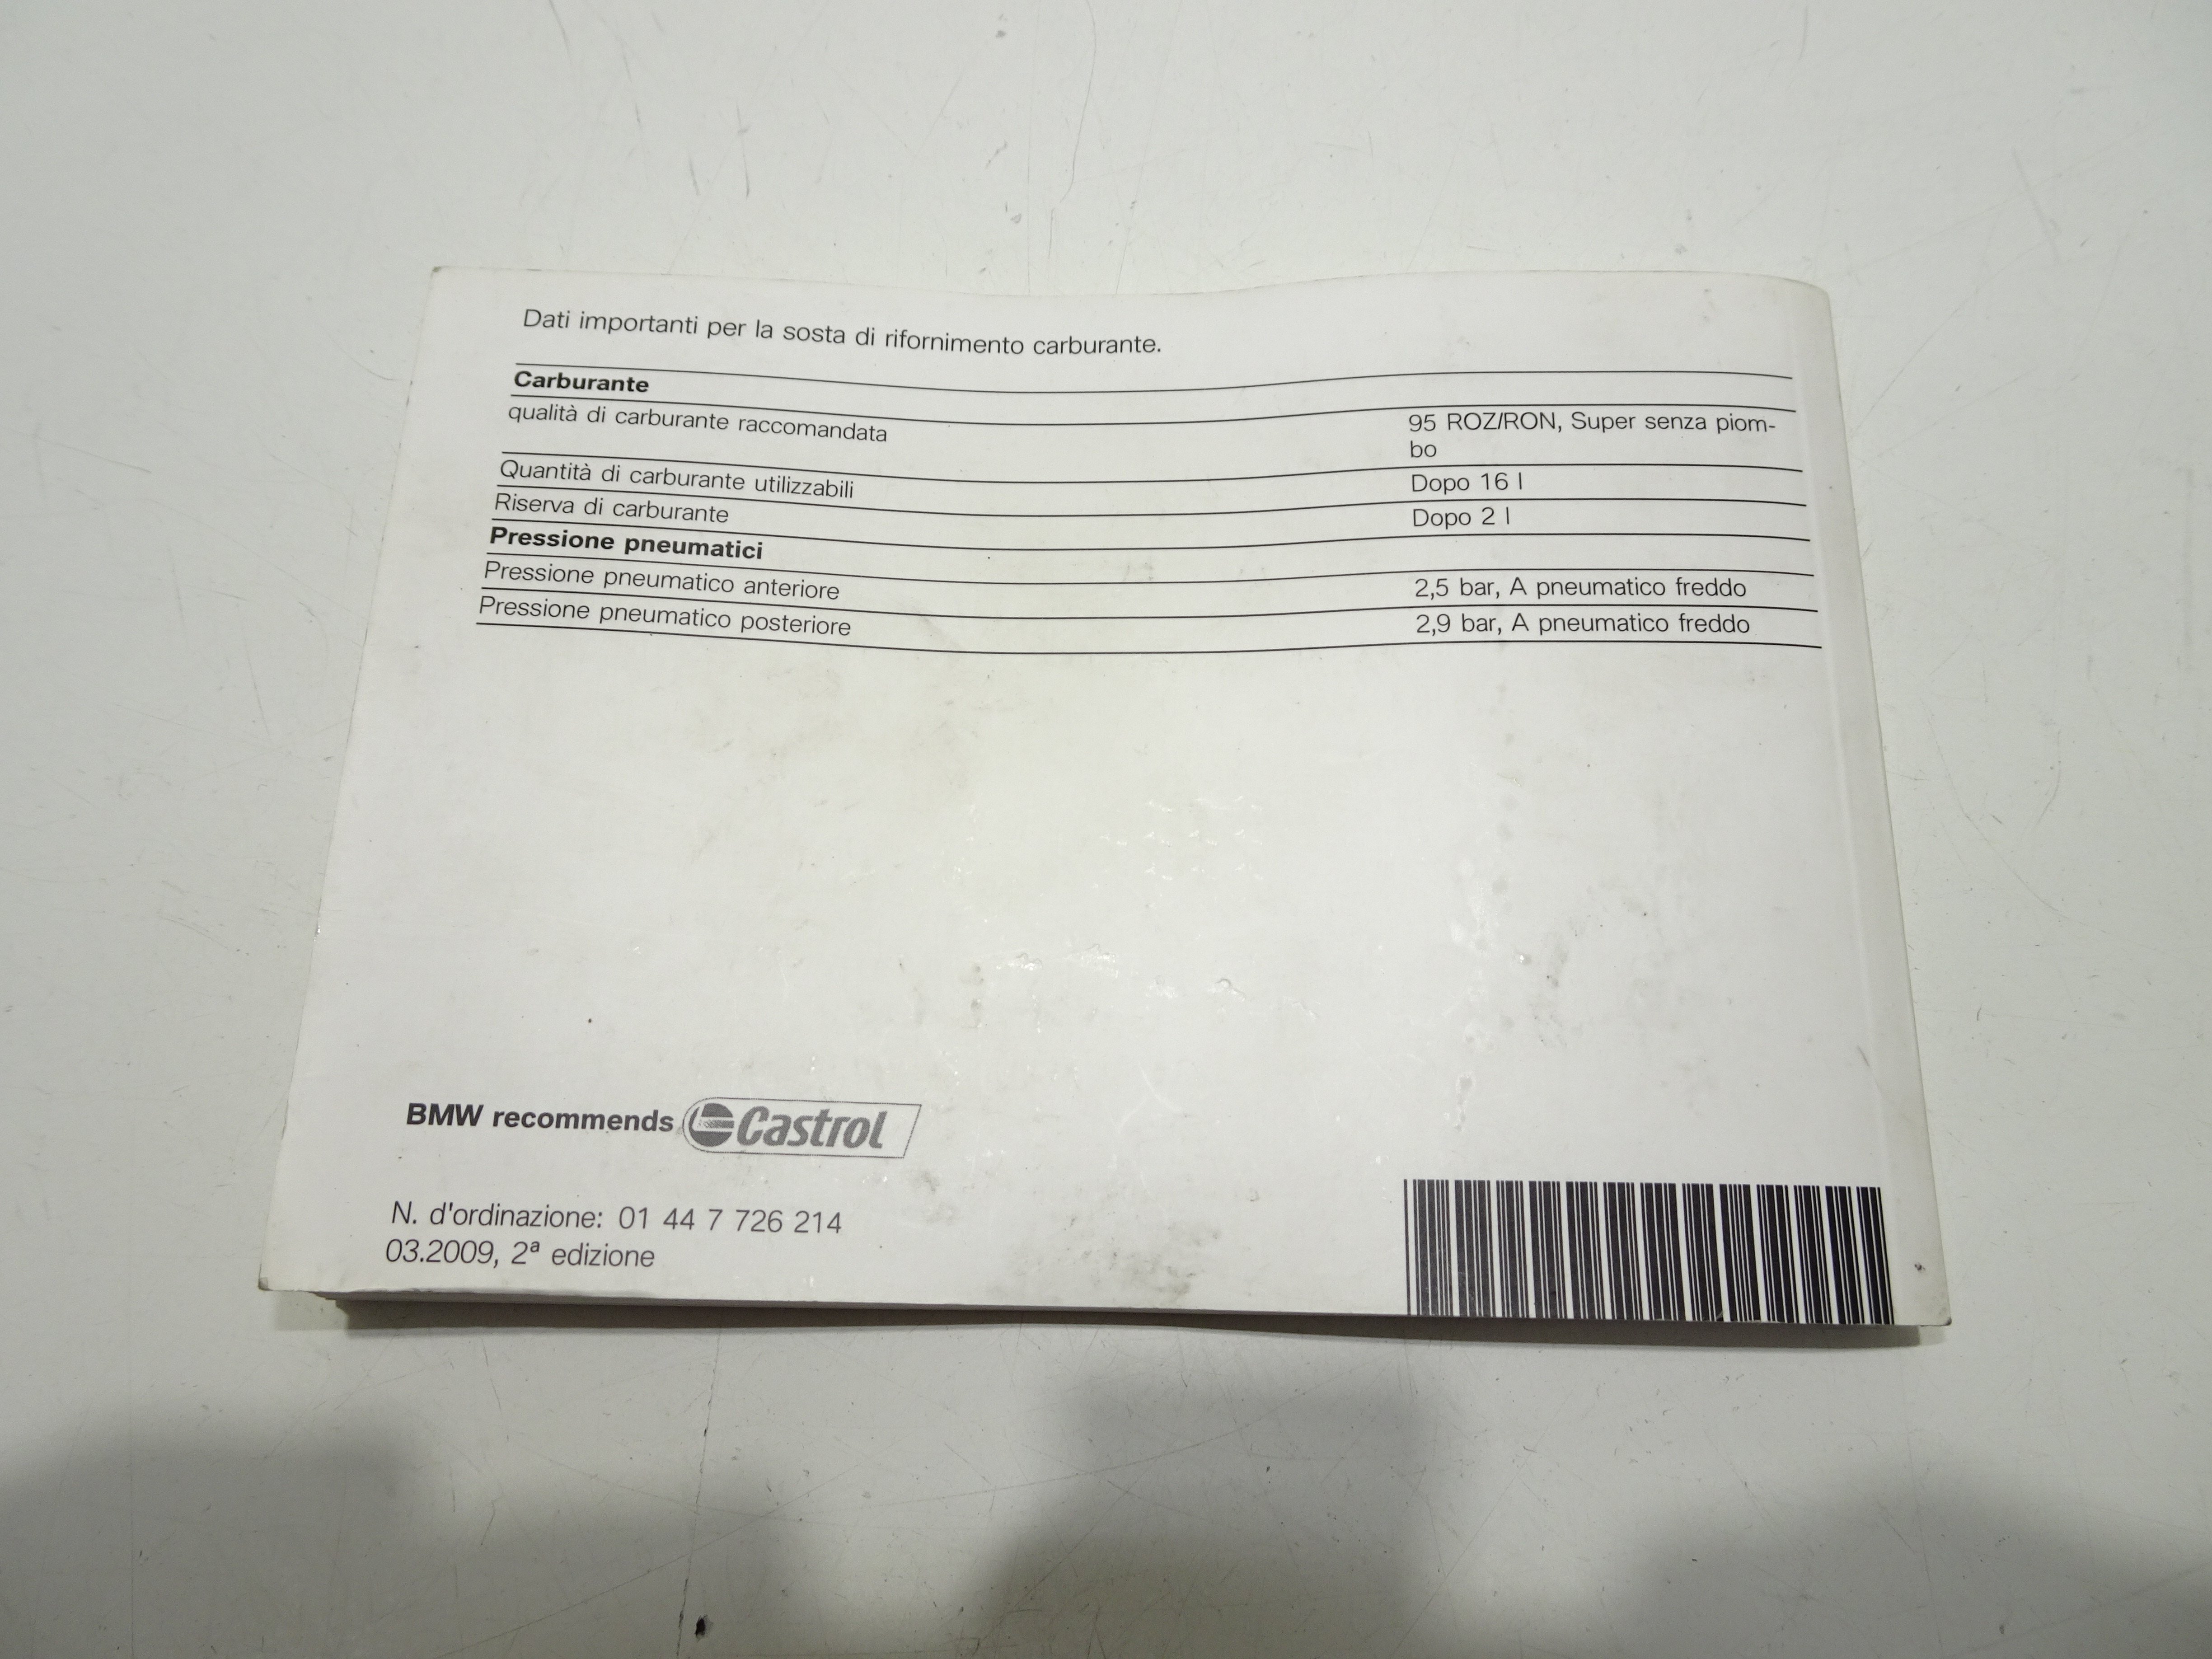 Dati importanti per la sosta di rifornimento carburante.
Carburante
qualità di carburante raccomandata 95 ROZ/RON, Super senza piom-
bo
Quantità di carburante utilizzabili Dopo 16 l
Riserva di carburante Dopo 2 l
Pressione pneumatici
Pressione pneumatico anteriore 2,5 bar, A pneumatico freddo
Pressione pneumatico posteriore 2,9 bar, A pneumatico freddo
BMW recommends Castrol
N. d'ordinazione: 01 44 7 726 214
03.2009, 2ª edizione